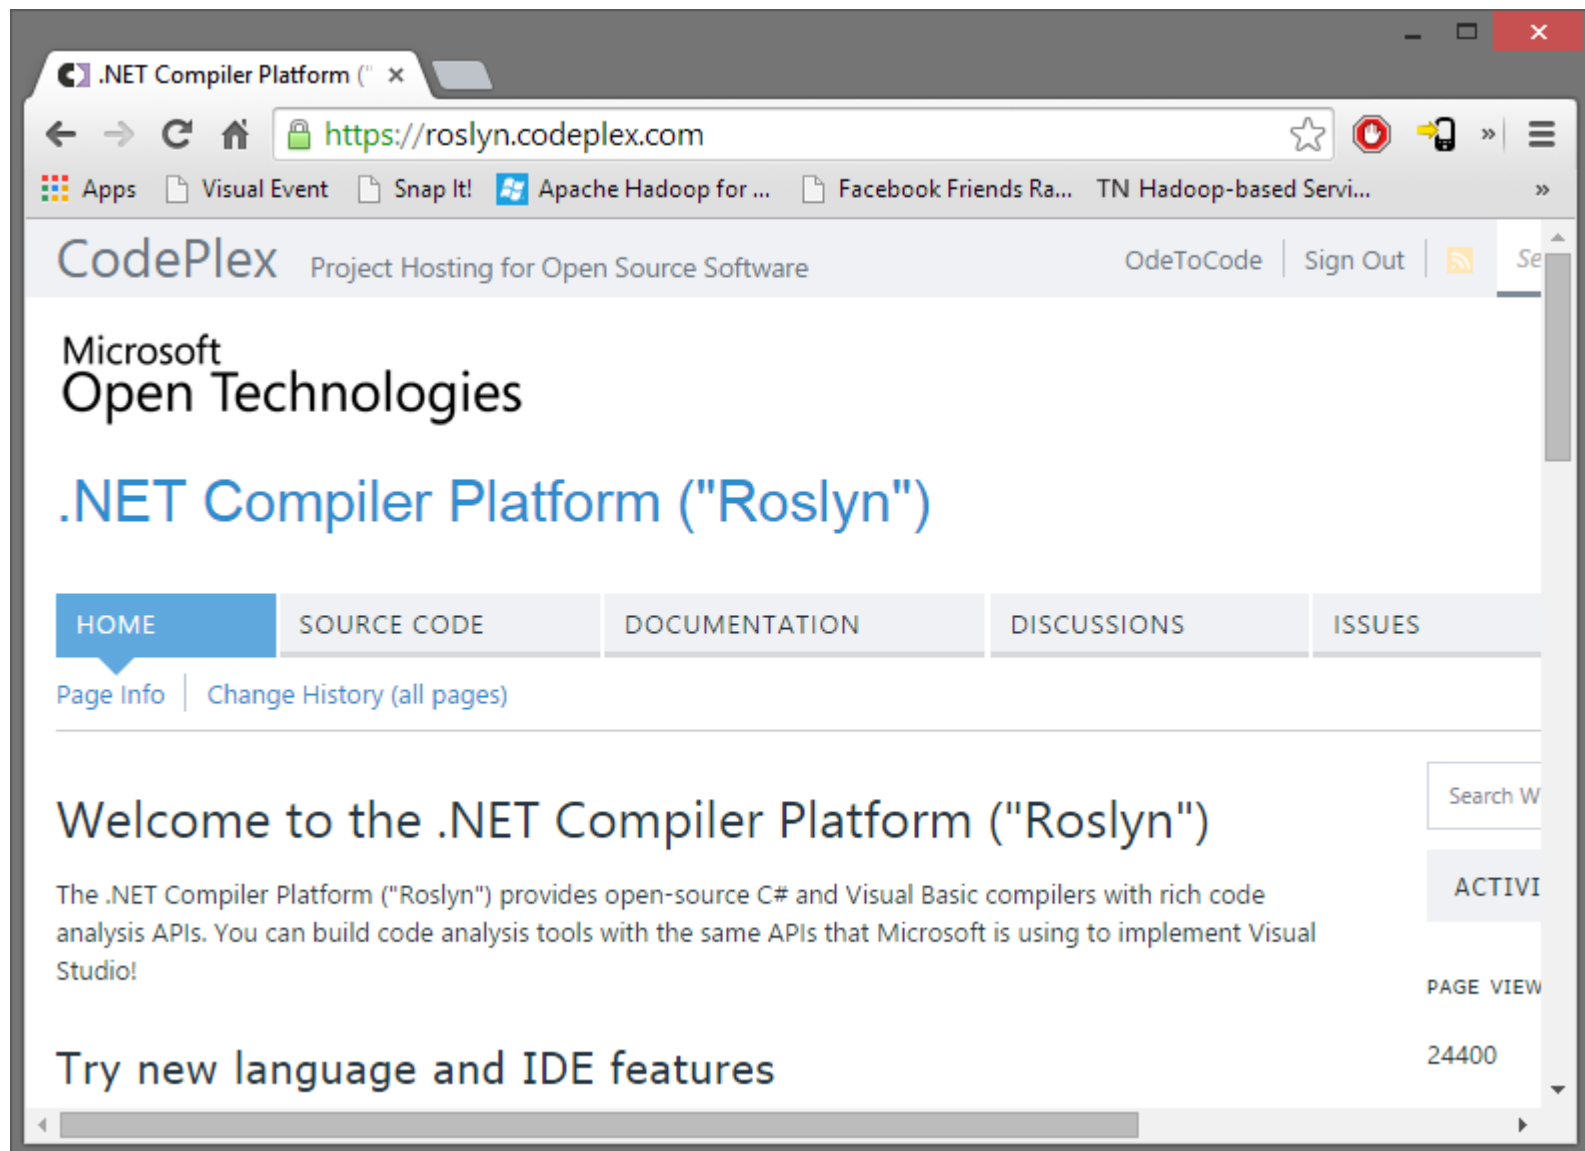 .NET Compiler Platform ("
https://roslyn.codeplex.com
Apps Visual Event Snap It! Apache Hadoop for ... Facebook Friends Ra... TN Hadoop-based Servi... »
CodePlex Project Hosting for Open Source Software OdeToCode Sign Out Se
Microsoft
Open Technologies
.NET Compiler Platform ("Roslyn")
HOME SOURCE CODE DOCUMENTATION DISCUSSIONS ISSUES
Page Info Change History (all pages)
Welcome to the .NET Compiler Platform ("Roslyn")
Search W
The .NET Compiler Platform ("Roslyn") provides open-source C# and Visual Basic compilers with rich code
analysis APIs. You can build code analysis tools with the same APIs that Microsoft is using to implement Visual
Studio!
ACTIVI
PAGE VIEW
24400
Try new language and IDE features